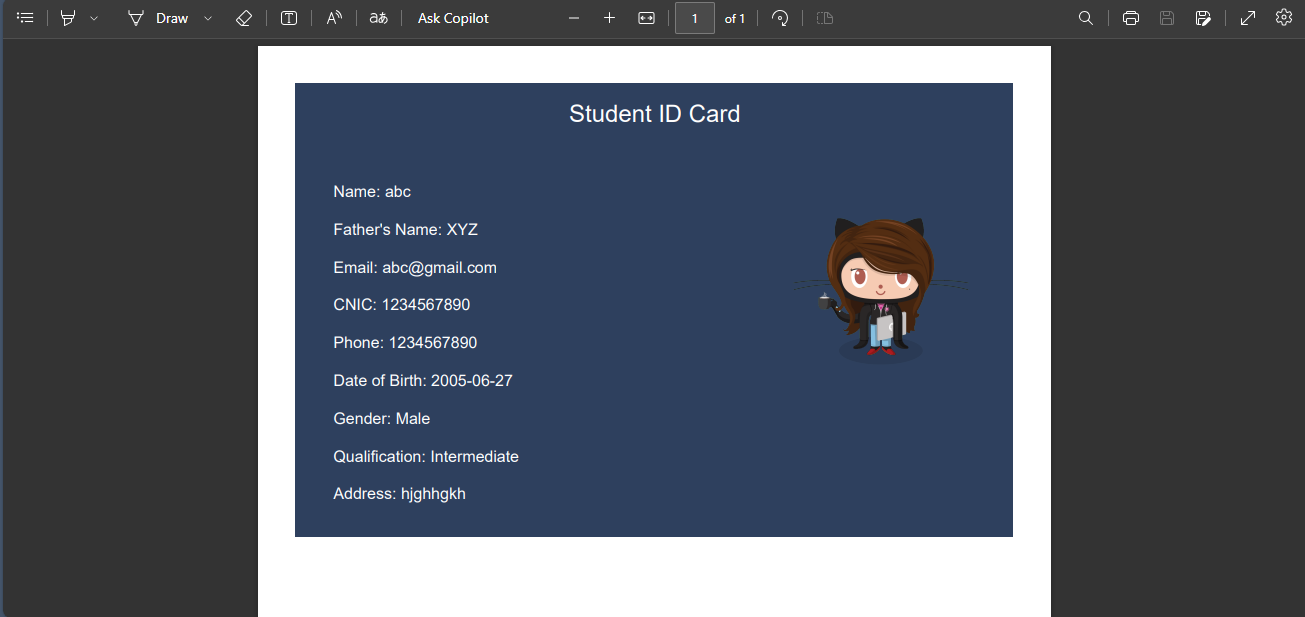 Draw
Ask Copilot
1 of 1
Student ID Card
Name: abc
Father's Name: XYZ
Email: abc@gmail.com
CNIC: 1234567890
Phone: 1234567890
Date of Birth: 2005-06-27
Gender: Male
Qualification: Intermediate
Address: hjghhgkh